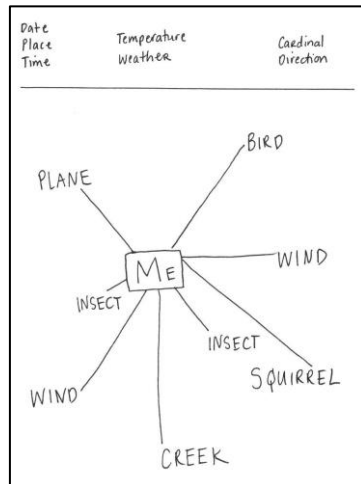 Date
Place
Time
Temperature
Weather
Cardinal
Direction
BIRD
PLANE
ME
WIND
INSECT
INSECT
SQUIRREL
WIND
CREEK